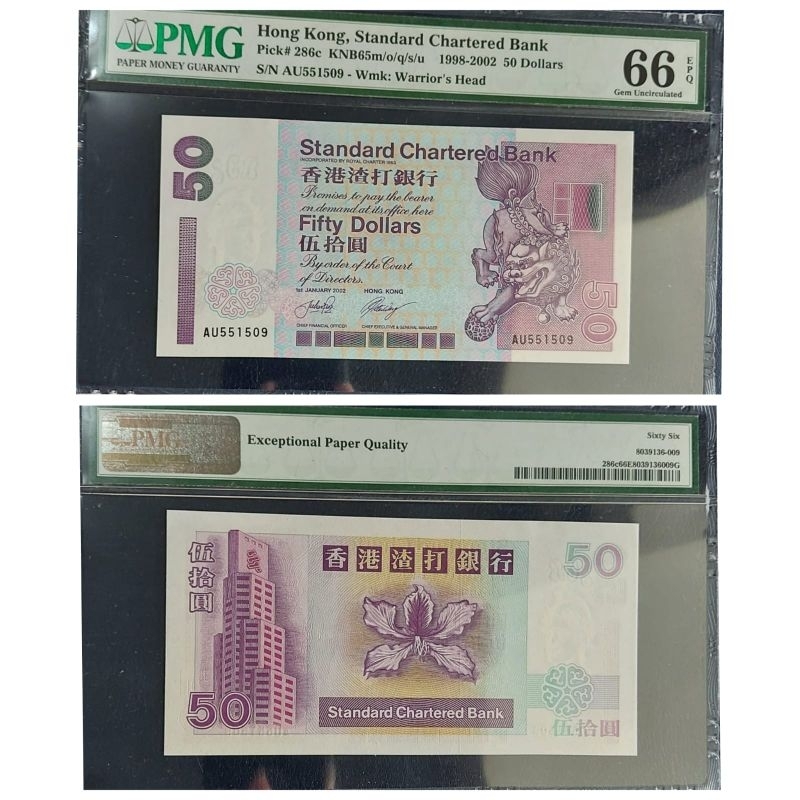 PMG
PAPER MONEY GUARANTY
Hong Kong, Standard Chartered Bank
Pick# 286c KNB65m/o/q/s/u 1998-2002 50 Dollars
S/N AU551509 - Wmk: Warrior's Head
66 EPQ
Gem Uncirculated
50
Standard Chartered Bank
INCORPORATED BY ROYAL CHARTER 1853
香港渣打銀行
Promises to pay the bearer
on demand at its office here
Fifty Dollars
伍拾圓
By order of the Court
of Directors.
1st JANUARY 2002 HONG KONG
CHIEF FINANCIAL OFFICER CHIEF EXECUTIVE & GENERAL MANAGER
AU551509
AU551509
50
PMG
Exceptional Paper Quality
Sixty Six
8039136-009
286c66E8039136009G
伍拾圓
香港渣打銀行
50
50
Standard Chartered Bank
伍拾圓